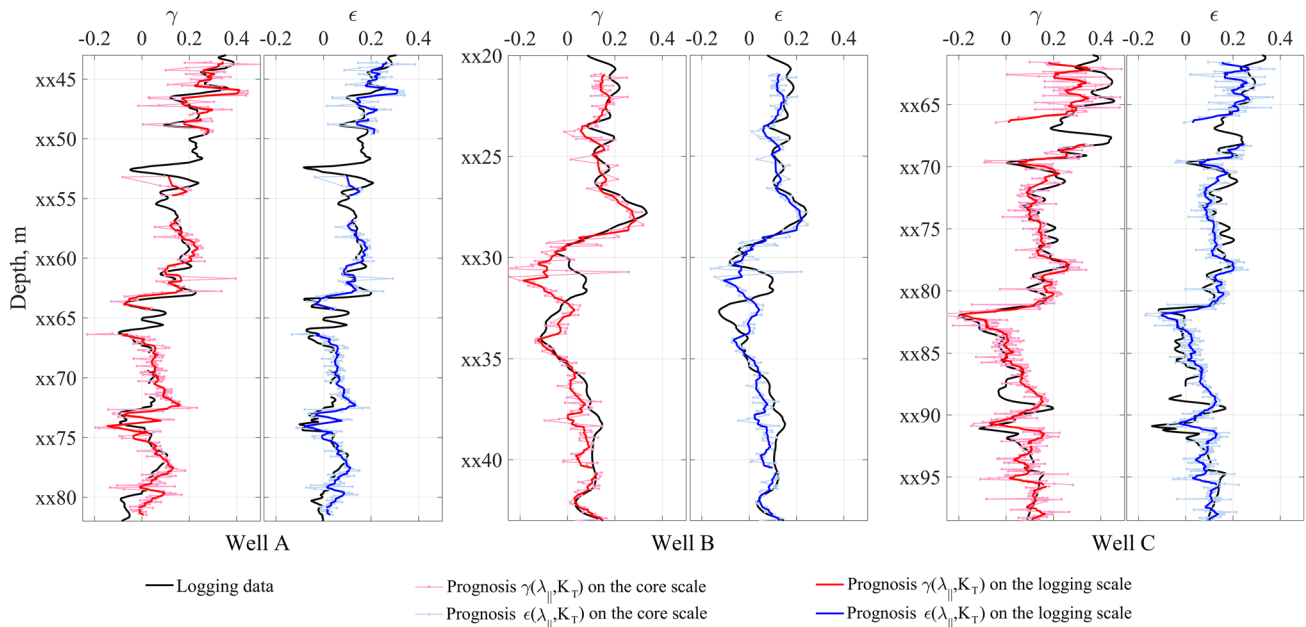 γ ϵ γ ϵ γ ϵ
-0.2 0 0.2 0.4 -0.2 0 0.2 0.4 -0.2 0 0.2 0.4 -0.2 0 0.2 0.4 -0.2 0 0.2 0.4 -0.2 0 0.2 0.4
Depth, m
xx45
xx50
xx55
xx60
xx65
xx70
xx75
xx80
xx20
xx25
xx30
xx35
xx40
xx65
xx70
xx75
xx80
xx85
xx90
xx95
Well A Well B Well C
Logging data
Prognosis γ(λ||,KT) on the core scale
Prognosis γ(λ||,KT) on the logging scale
Prognosis ϵ(λ||,KT) on the core scale
Prognosis ϵ(λ||,KT) on the logging scale